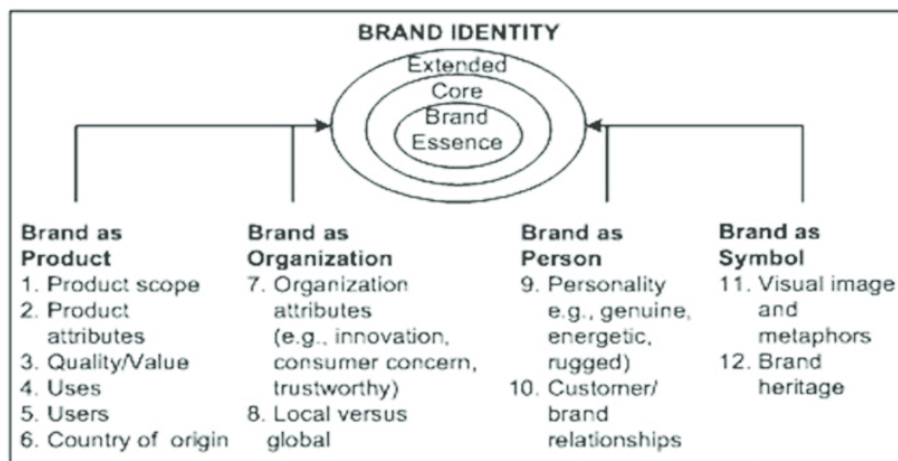 BRAND IDENTITY
Extended
Core
Brand
Essence
Brand as
Product
1. Product scope
2. Product
attributes
3. Quality/Value
4. Uses
5. Users
6. Country of origin
Brand as
Organization
7. Organization
attributes
(e.g., innovation,
consumer concern,
trustworthy)
8. Local versus
global
Brand as
Person
9. Personality
e.g., genuine,
energetic,
rugged)
10. Customer/
brand
relationships
Brand as
Symbol
11. Visual image
and
metaphors
12. Brand
heritage